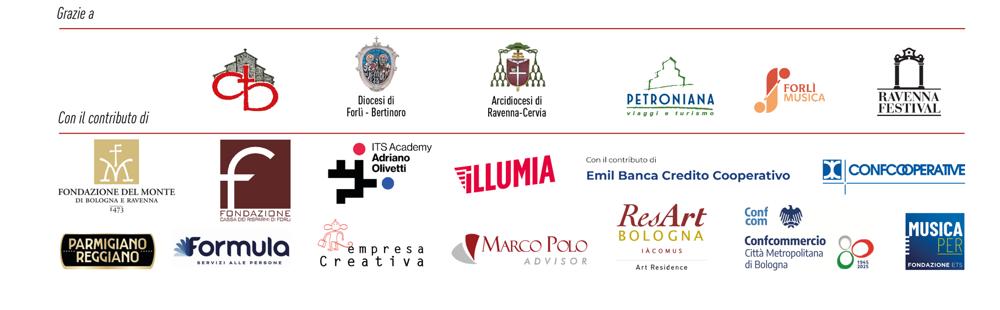 Grazie a
cb
Diocesi di
Forlì - Bertinoro
Arcidiocesi di
Ravenna-Cervia
PETRONIANA
viaggi e turismo
FORLÌ
MUSICA
RAVENNA
FESTIVAL
Con il contributo di
FONDAZIONE DEL MONTE
DI BOLOGNA E RAVENNA
1473
FONDAZIONE
CASSA DEI RISPARMI DI FORLÌ
ITS Academy
Adriano
Olivetti
iLLUMIA
Con il contributo di
Emil Banca Credito Cooperativo
CONFCOOPERATIVE
PARMIGIANO
REGGIANO
Formula
SERVIZI ALLE PERSONE
empresa
Creativa
MARCO POLO
ADVISOR
ResArt
BOLOGNA
IÀCOMUS
Art Residence
Conf
com
Confcommercio
Città Metropolitana
di Bologna
80
1945
2025
MUSICA
PER
FONDAZIONE ETS